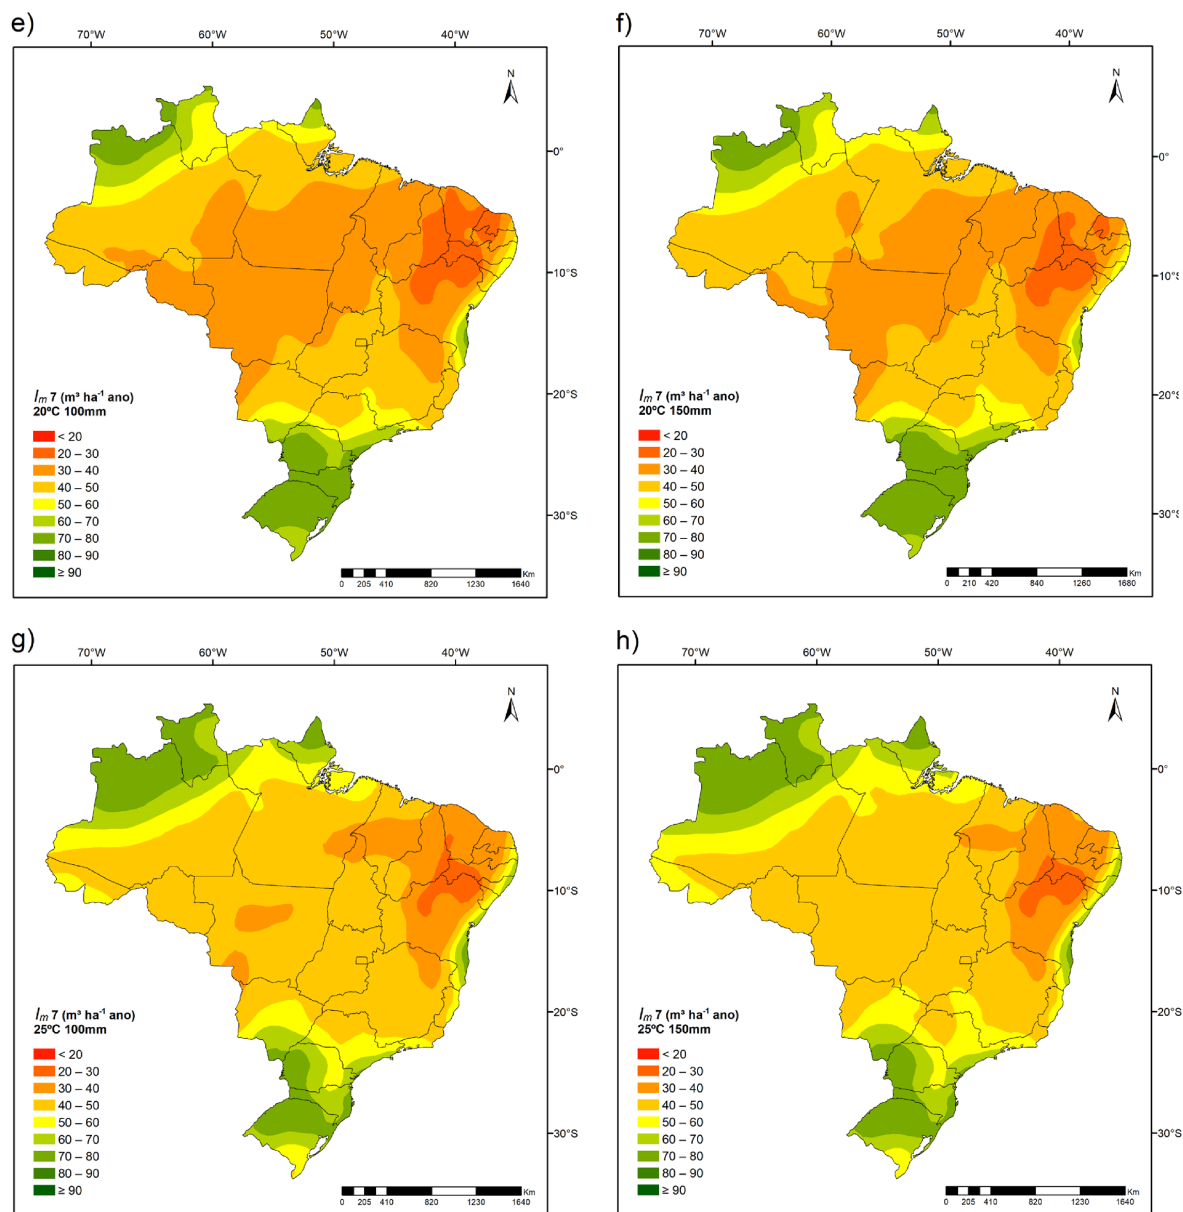 e)
70°W 60°W 50°W 40°W
N
0°
10°S
20°S
30°S
Im 7 (m³ ha-1 ano)
20ºC 100mm
< 20
20 – 30
30 – 40
40 – 50
50 – 60
60 – 70
70 – 80
80 – 90
≥ 90
Km
0 205 410 820 1230 1640
f)
70°W 60°W 50°W 40°W
N
0°
10°S
20°S
30°S
Im 7 (m³ ha-1 ano)
20ºC 150mm
< 20
20 – 30
30 – 40
40 – 50
50 – 60
60 – 70
70 – 80
80 – 90
≥ 90
Km
0 210 420 840 1260 1680
g)
70°W 60°W 50°W 40°W
N
0°
10°S
20°S
30°S
Im 7 (m³ ha-1 ano)
25ºC 100mm
< 20
20 – 30
30 – 40
40 – 50
50 – 60
60 – 70
70 – 80
80 – 90
≥ 90
Km
0 205 410 820 1230 1640
h)
70°W 60°W 50°W 40°W
N
0°
10°S
20°S
30°S
Im 7 (m³ ha-1 ano)
25ºC 150mm
< 20
20 – 30
30 – 40
40 – 50
50 – 60
60 – 70
70 – 80
80 – 90
≥ 90
Km
0 205 410 820 1230 1640